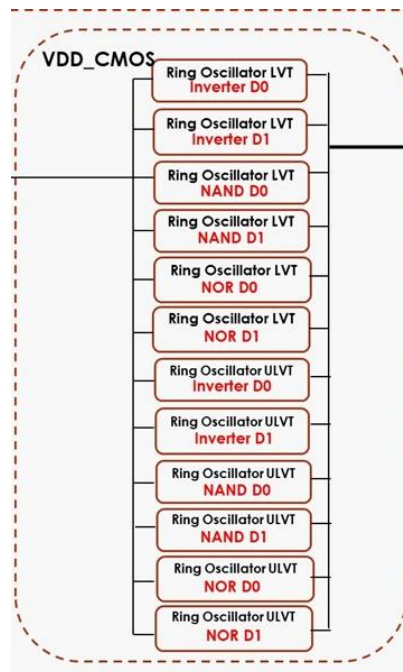 VDD_CMOS
Ring Oscillator LVT
Inverter D0
Ring Oscillator LVT
Inverter D1
Ring Oscillator LVT
NAND D0
Ring Oscillator LVT
NAND D1
Ring Oscillator LVT
NOR D0
Ring Oscillator LVT
NOR D1
Ring Oscillator ULVT
Inverter D0
Ring Oscillator ULVT
Inverter D1
Ring Oscillator ULVT
NAND D0
Ring Oscillator ULVT
NAND D1
Ring Oscillator ULVT
NOR D0
Ring Oscillator ULVT
NOR D1